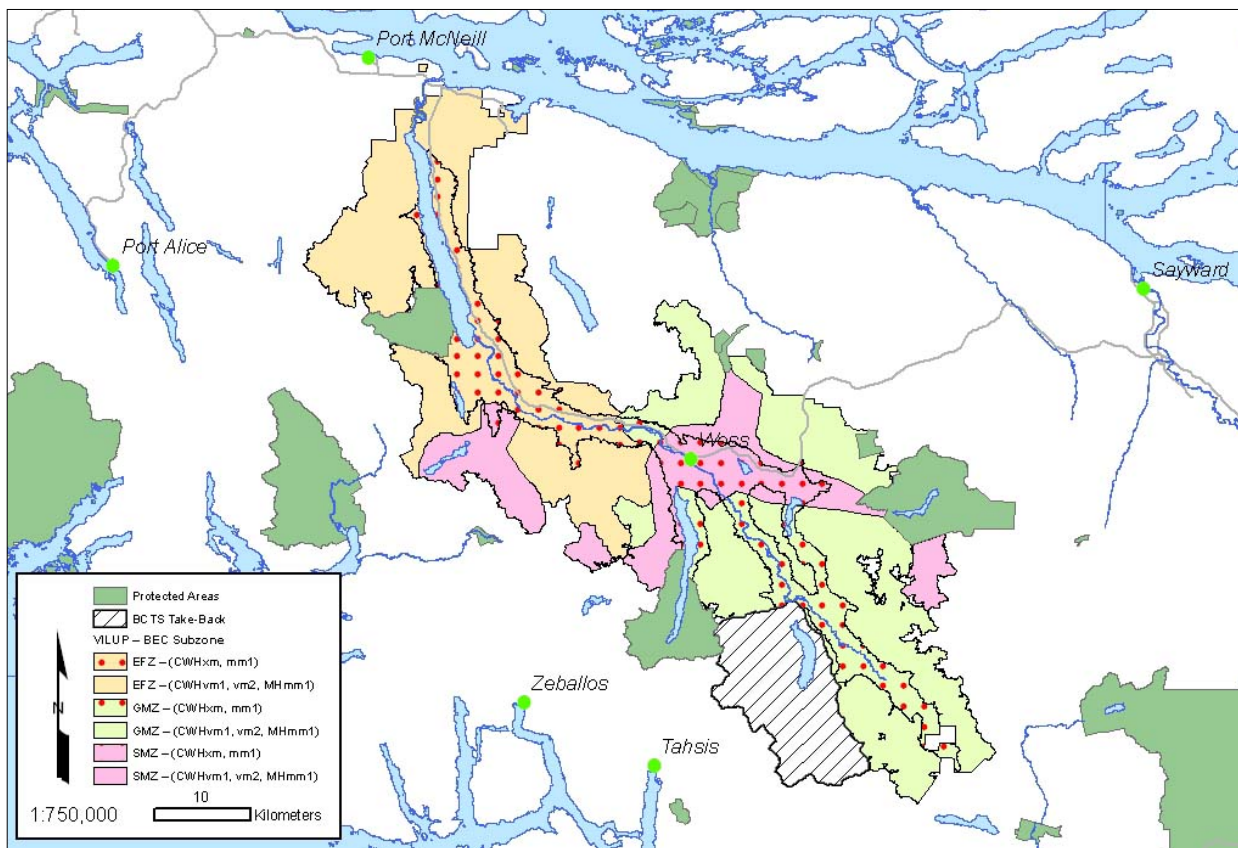 Port McNeill
Port Alice
Sayward
Woss
Zeballos
Tahsis
Protected Areas
BCTS Take-Back
VILUP – BEC Subzone
EFZ – (CWHxm, mm1)
EFZ – (CWHvm1, vm2, MHmm1)
GMZ – (CWHxm, mm1)
GMZ – (CWHvm1, vm2, MHmm1)
SMZ – (CWHxm, mm1)
SMZ – (CWHvm1, vm2, MHmm1)
N
10
1:750,000 Kilometers